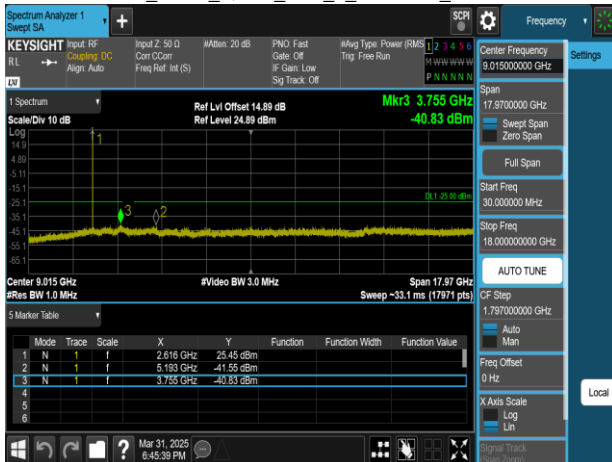 Spectrum Analyzer 1
Swept SA
+
SCPI
Frequency
KEYSIGHT
RL
LXI
Input: RF
Coupling: DC
Align: Auto
Input Z: 50 Ω
Corr CCorr
Freq Ref: Int (S)
#Atten: 20 dB
PNO: Fast
Gate: Off
IF Gain: Low
Sig Track: Off
#Avg Type: Power (RMS
Trig: Free Run
1 2 3 4 5 6
M W W W W W
P N N N N N
Center Frequency
9.015000000 GHz
Settings
Span
17.9700000 GHz
Swept Span
Zero Span
Full Span
Start Freq
30.000000 MHz
Stop Freq
18.000000000 GHz
AUTO TUNE
CF Step
1.797000000 GHz
Auto
Man
Freq Offset
0 Hz
X Axis Scale
Log
Lin
Signal Track
(Span Zoom)
Local
1 Spectrum
Scale/Div 10 dB
Ref Lvl Offset 14.89 dB
Ref Level 24.89 dBm
Mkr3 3.755 GHz
-40.83 dBm
Log
14.9
4.89
-5.11
-15.1
-25.1
-35.1
-45.1
-55.1
-65.1
1
3
2
DL1 -25.00 dBm
Center 9.015 GHz
#Res BW 1.0 MHz
#Video BW 3.0 MHz
Span 17.97 GHz
Sweep ~33.1 ms (17971 pts)
5 Marker Table
Mode Trace Scale X Y Function Function Width Function Value
1 N 1 f 2.616 GHz 25.45 dBm
2 N 1 f 5.193 GHz -41.55 dBm
3 N 1 f 3.755 GHz -40.83 dBm
4
5
6
?
Mar 31, 2025
6:45:39 PM